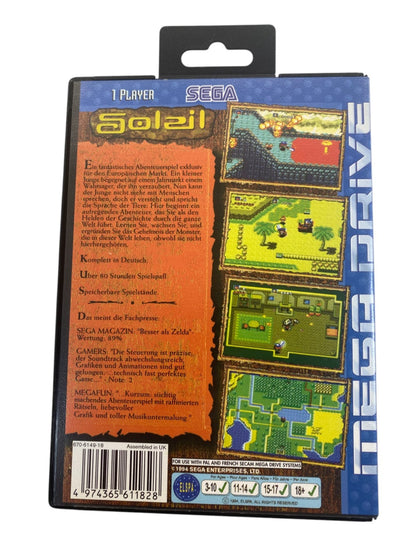 1 PLAYER
SEGA
Soleil
Ein fantastisches Abenteuerspiel exklusiv
für den Europäischen Markt. Ein kleiner
Junge begegnet auf einem Jahrmarkt einem
Wahrsager, der ihn verzaubert. Nun kann
der Junge nicht mehr mit Menschen
sprechen, doch er versteht und spricht
die Sprache der Tiere. Hier beginnt ein
aufregendes Abenteuer, das Sie als den
Helden der Geschichte durch die ganze
Welt führt. Lernen Sie, wachsen Sie, und
ergründen Sie das Geheimnis der Monster,
die in dieser Welt leben, obwohl sie nicht
hierhergehören.
Komplett in Deutsch.
Über 80 Stunden Spielspaß
Speicherbare Spielstände.
Das meint die Fachpresse:
SEGA MAGAZIN: "Besser als Zelda"
Wertung, 89%
GAMERS: "Die Steuerung ist präzise,
der Soundtrack abwechslungsreich,
Grafiken und Animationen sind gut
gelungen. ...technisch fast perfektes
Game..." Note 2
MEGAFUN: "...Kurzum: süchtig
machendes Abenteuerspiel mit raffinierten
Rätseln, liebevoller
Grafik und toller Musikuntermalung."
MEGA DRIVE
670-6149-18
Assembled in UK
4 974365 611828
FOR USE WITH PAL AND FRENCH SECAM MEGA DRIVE SYSTEMS
©1994 SEGA ENTERPRISES, LTD.
ELSPA
3-10
11-14
15-17
18+
© 1994, ELSPA. ALL RIGHTS RESERVED